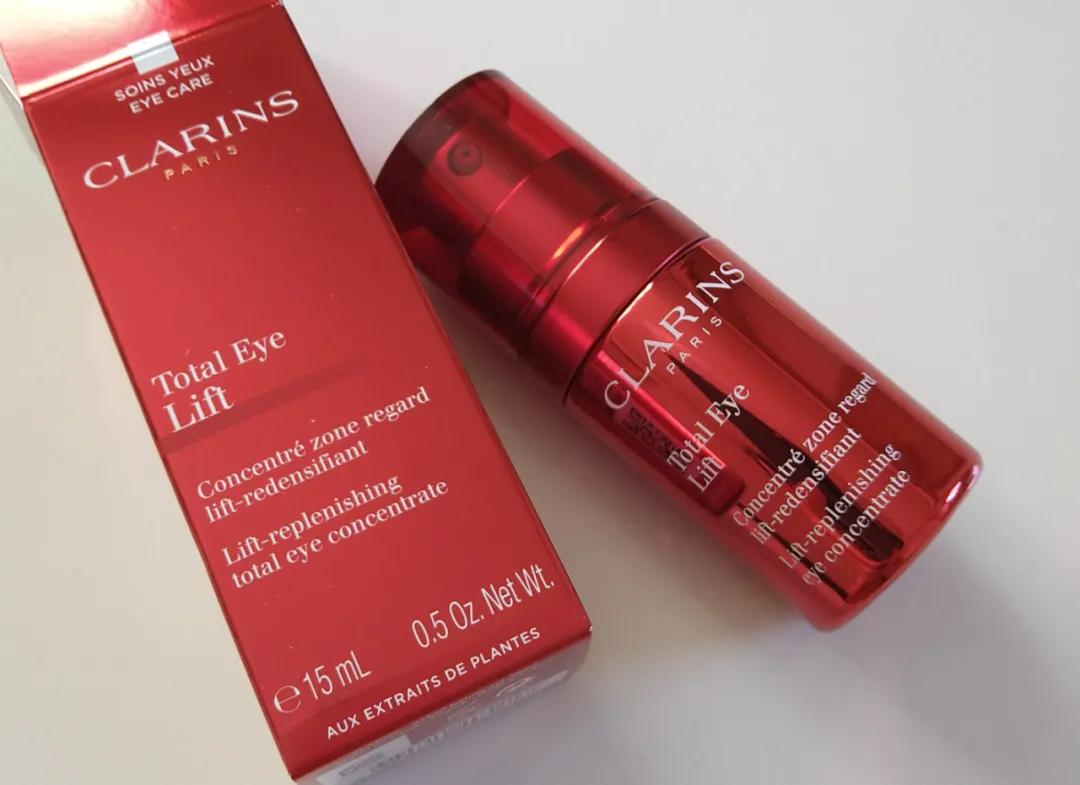 SOINS YEUX
EYE CARE
CLARINS
PARIS
Total Eye
Lift
Concentré zone regard
lift-redensifiant
Lift-replenishing
total eye concentrate
℮ 15 mL
0.5 Oz. Net Wt.
AUX EXTRAITS DE PLANTES
CLARINS
PARIS
Total Eye
Lift
Concentré zone regard
lift-redensifiant
Lift-replenishing
eye concentrate